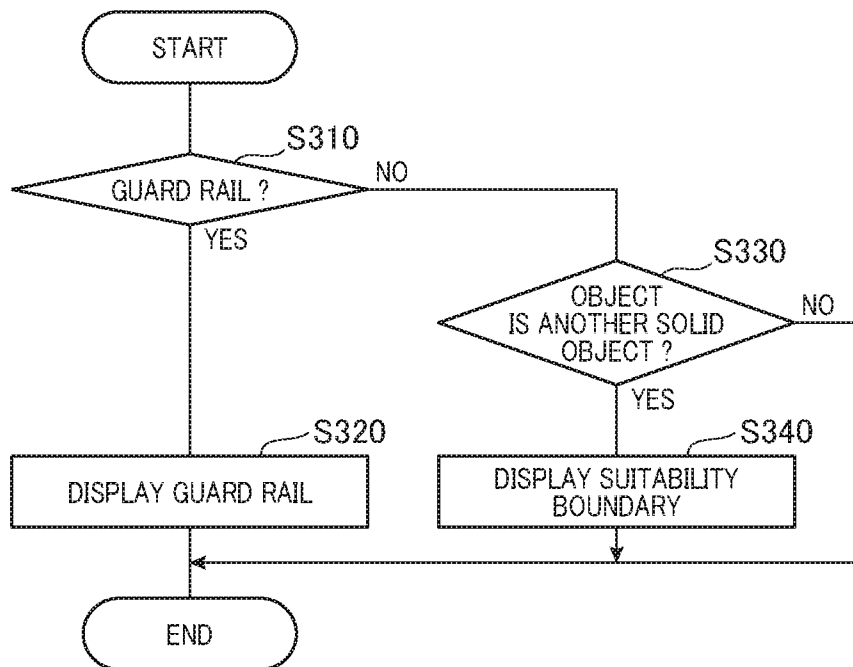 START
S310
GUARD RAIL ?
NO
YES
S330
OBJECT
IS ANOTHER SOLID
OBJECT ?
NO
YES
S320
DISPLAY GUARD RAIL
S340
DISPLAY SUITABILITY
BOUNDARY
END